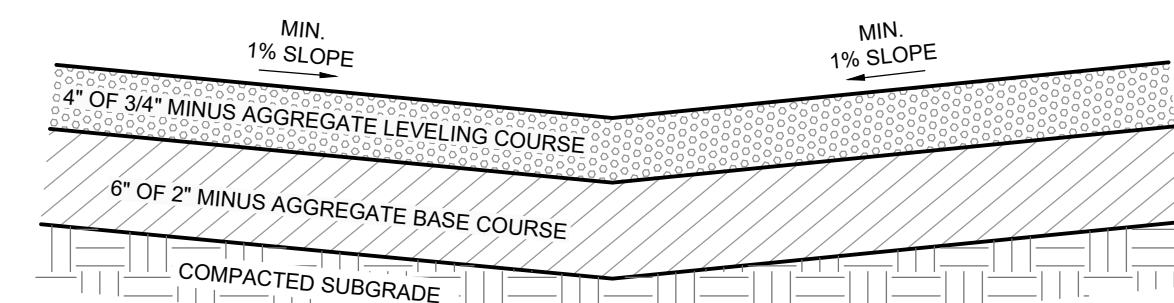 MIN.
1% SLOPE
MIN.
1% SLOPE
4" OF 3/4" MINUS AGGREGATE LEVELING COURSE
6" OF 2" MINUS AGGREGATE BASE COURSE
COMPACTED SUBGRADE